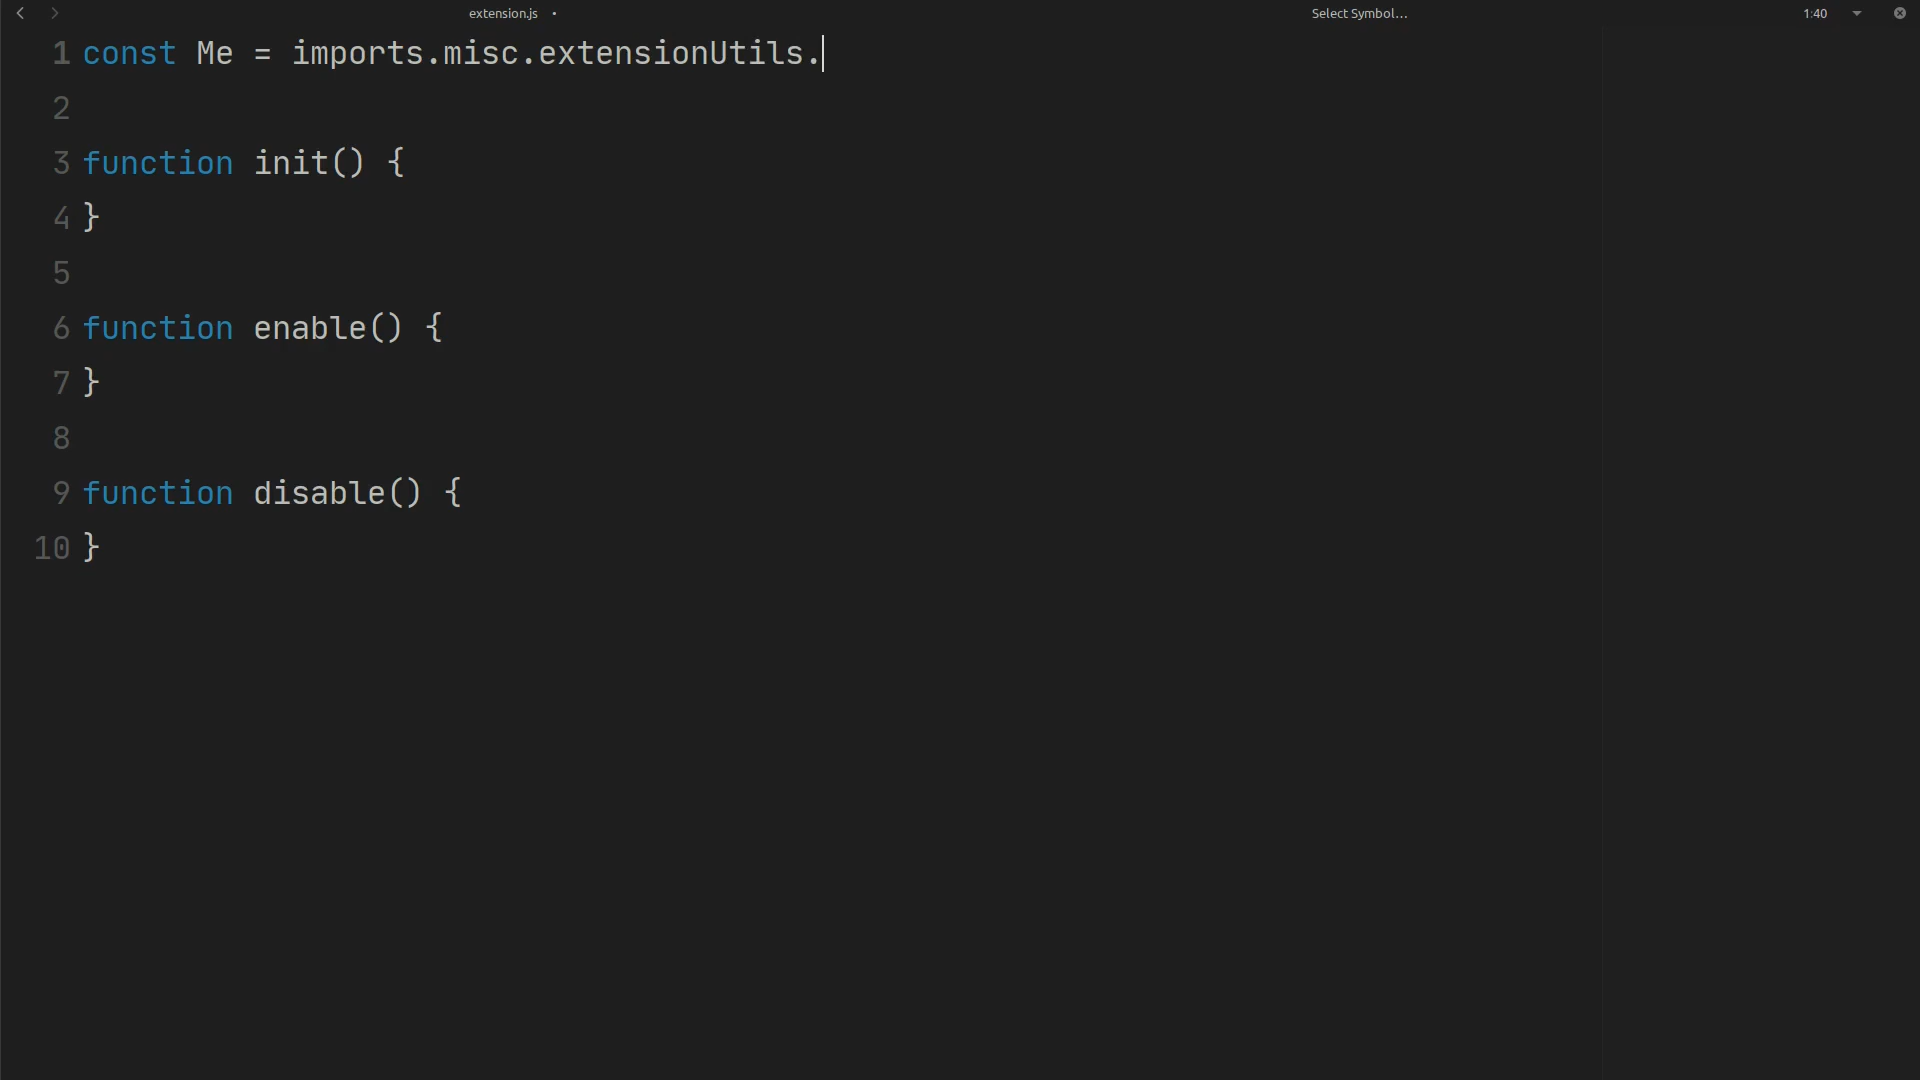 extension.js •
Select Symbol...
1:40
1 const Me = imports.misc.extensionUtils.
2
3 function init() {
4 }
5
6 function enable() {
7 }
8
9 function disable() {
10 }